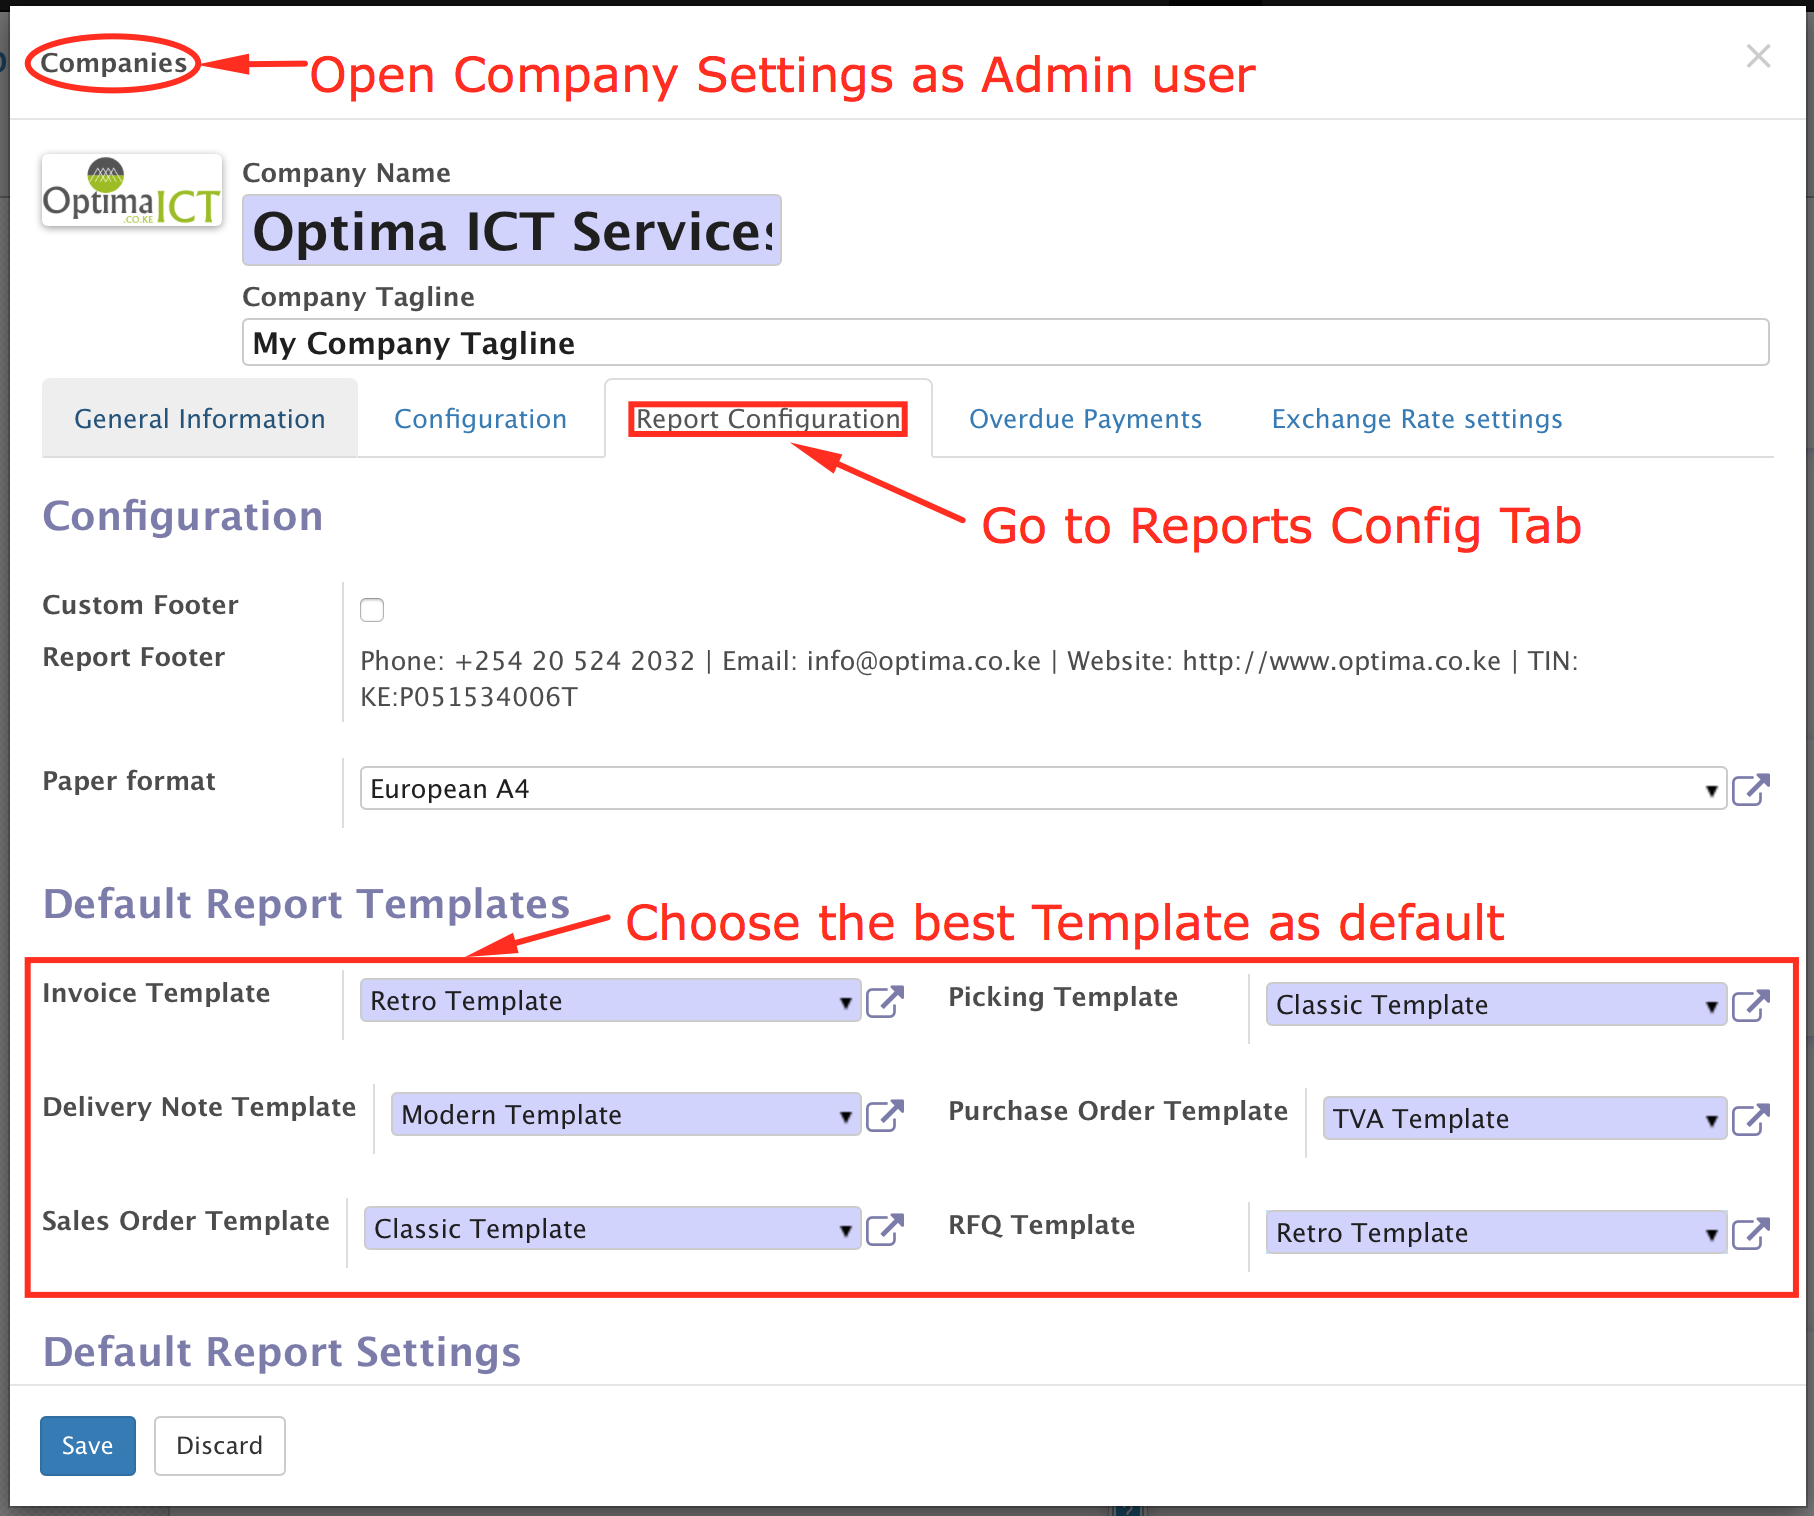 Companies
Open Company Settings as Admin user
Optima ICT
.CO.KE
Company Name
Optima ICT Services
Company Tagline
My Company Tagline
General Information Configuration Report Configuration Overdue Payments Exchange Rate settings
Go to Reports Config Tab
Configuration
Custom Footer
Report Footer
Phone: +254 20 524 2032 | Email: info@optima.co.ke | Website: http://www.optima.co.ke | TIN:
KE:P051534006T
Paper format
European A4
Default Report Templates
Choose the best Template as default
Invoice Template Retro Template Picking Template Classic Template
Delivery Note Template Modern Template Purchase Order Template TVA Template
Sales Order Template Classic Template RFQ Template Retro Template
Default Report Settings
Save Discard